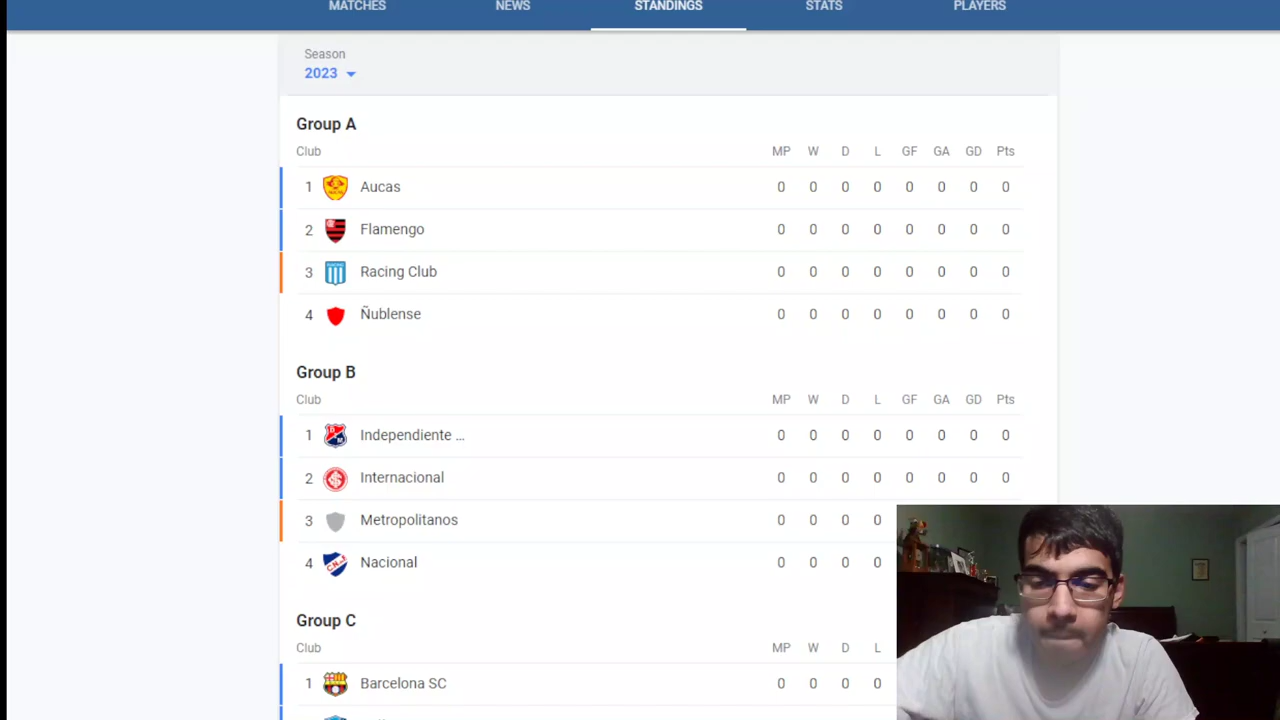 MATCHES NEWS STANDINGS STATS PLAYERS
Season
2023
Group A
Club MP W D L GF GA GD Pts
1 Aucas 0 0 0 0 0 0 0 0
2 Flamengo 0 0 0 0 0 0 0 0
3 Racing Club 0 0 0 0 0 0 0 0
4 Ñublense 0 0 0 0 0 0 0 0
Group B
Club MP W D L GF GA GD Pts
1 Independiente ... 0 0 0 0 0 0 0 0
2 Internacional 0 0 0 0 0 0 0 0
3 Metropolitanos 0 0 0 0
4 Nacional 0 0 0 0
Group C
Club MP W D L
1 Barcelona SC 0 0 0 0